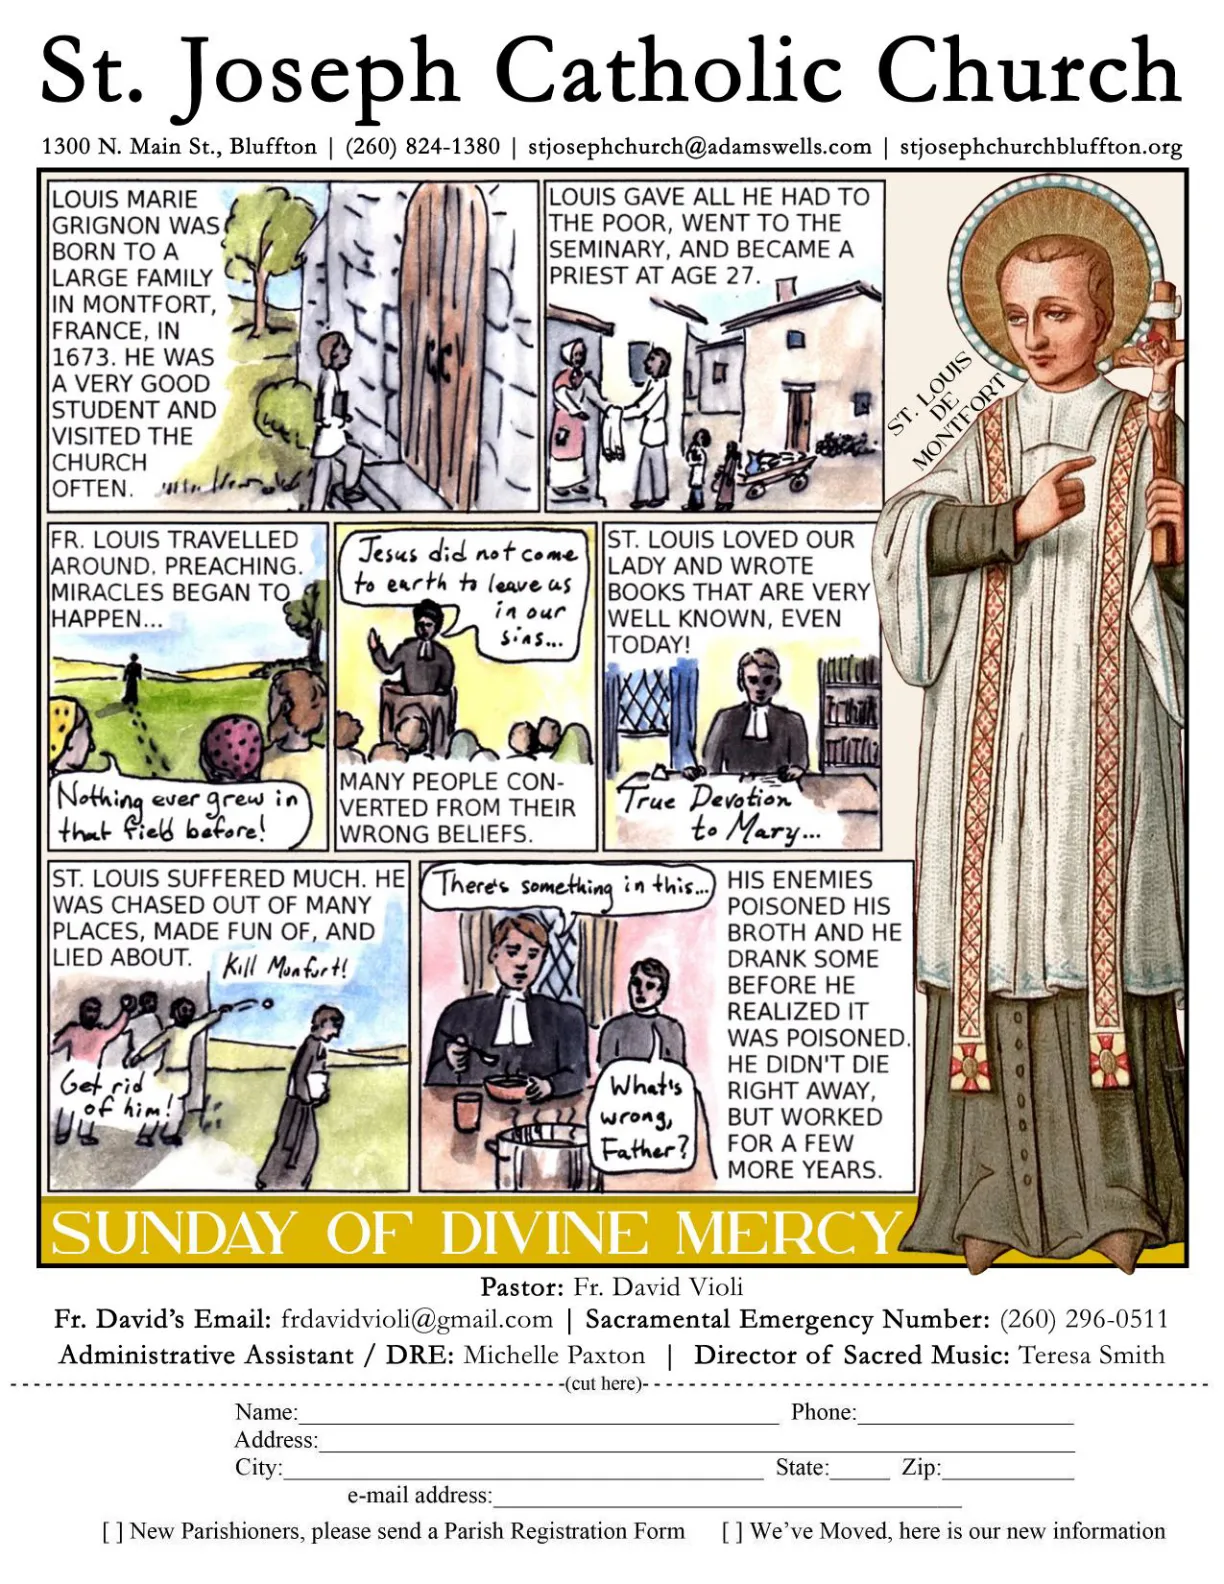 St. Joseph Catholic Church
1300 N. Main St., Bluffton | (260) 824-1380 | stjosephchurch@adamswells.com | stjosephchurchbluffton.org
LOUIS MARIE
GRIGNON WAS
BORN TO A
LARGE FAMILY
IN MONTFORT,
FRANCE, IN
1673. HE WAS
A VERY GOOD
STUDENT AND
VISITED THE
CHURCH
OFTEN.
LOUIS GAVE ALL HE HAD TO
THE POOR, WENT TO THE
SEMINARY, AND BECAME A
PRIEST AT AGE 27.
ST. LOUIS
DE
MONTFORT
FR. LOUIS TRAVELLED
AROUND. PREACHING.
MIRACLES BEGAN TO
HAPPEN...
Nothing ever grew in
that field before!
Jesus did not come
to earth to leave us
in our
sins...
MANY PEOPLE CON-
VERTED FROM THEIR
WRONG BELIEFS.
ST. LOUIS LOVED OUR
LADY AND WROTE
BOOKS THAT ARE VERY
WELL KNOWN, EVEN
TODAY!
True Devotion
to Mary...
ST. LOUIS SUFFERED MUCH. HE
WAS CHASED OUT OF MANY
PLACES, MADE FUN OF, AND
LIED ABOUT.
Kill Monfort!
Get rid
of him!
There's something in this...
What's
wrong,
Father?
HIS ENEMIES
POISONED HIS
BROTH AND HE
DRANK SOME
BEFORE HE
REALIZED IT
WAS POISONED.
HE DIDN'T DIE
RIGHT AWAY,
BUT WORKED
FOR A FEW
MORE YEARS.
SUNDAY OF DIVINE MERCY
Pastor: Fr. David Violi
Fr. David's Email: frdavidvioli@gmail.com | Sacramental Emergency Number: (260) 296-0511
Administrative Assistant / DRE: Michelle Paxton | Director of Sacred Music: Teresa Smith
(cut here)
Name: Phone:
Address:
City: State: Zip:
e-mail address:
[ ] New Parishioners, please send a Parish Registration Form [ ] We've Moved, here is our new information